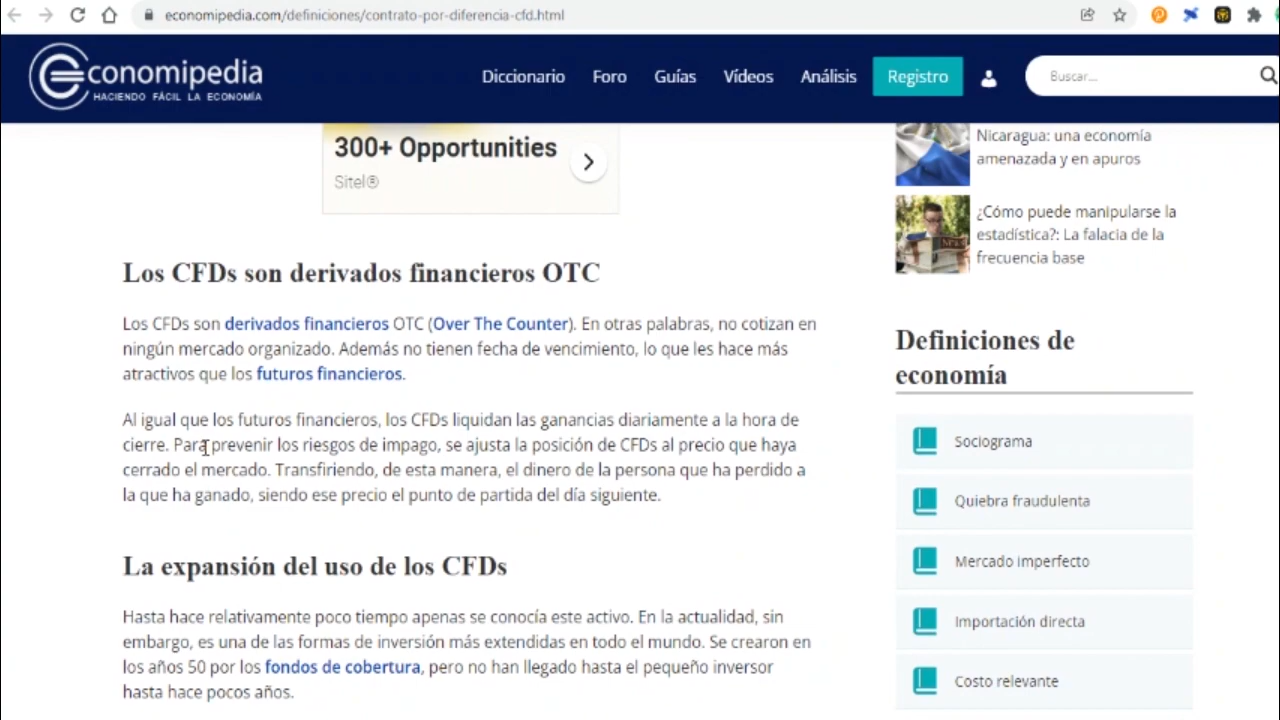 economipedia.com/definiciones/contrato-por-diferencia-cfd.html
conomipedia
HACIENDO FÁCIL LA ECONOMÍA
Diccionario Foro Guías Vídeos Análisis Registro Buscar...
300+ Opportunities
Sitel®
Nicaragua: una economía
amenazada y en apuros
¿Cómo puede manipularse la
estadística?: La falacia de la
frecuencia base
Los CFDs son derivados financieros OTC
Los CFDs son derivados financieros OTC (Over The Counter). En otras palabras, no cotizan en
ningún mercado organizado. Además no tienen fecha de vencimiento, lo que les hace más
atractivos que los futuros financieros.
Al igual que los futuros financieros, los CFDs liquidan las ganancias diariamente a la hora de
cierre. Para prevenir los riesgos de impago, se ajusta la posición de CFDs al precio que haya
cerrado el mercado. Transfiriendo, de esta manera, el dinero de la persona que ha perdido a
la que ha ganado, siendo ese precio el punto de partida del día siguiente.
La expansión del uso de los CFDs
Hasta hace relativamente poco tiempo apenas se conocía este activo. En la actualidad, sin
embargo, es una de las formas de inversión más extendidas en todo el mundo. Se crearon en
los años 50 por los fondos de cobertura, pero no han llegado hasta el pequeño inversor
hasta hace pocos años.
Definiciones de
economía
Sociograma
Quiebra fraudulenta
Mercado imperfecto
Importación directa
Costo relevante